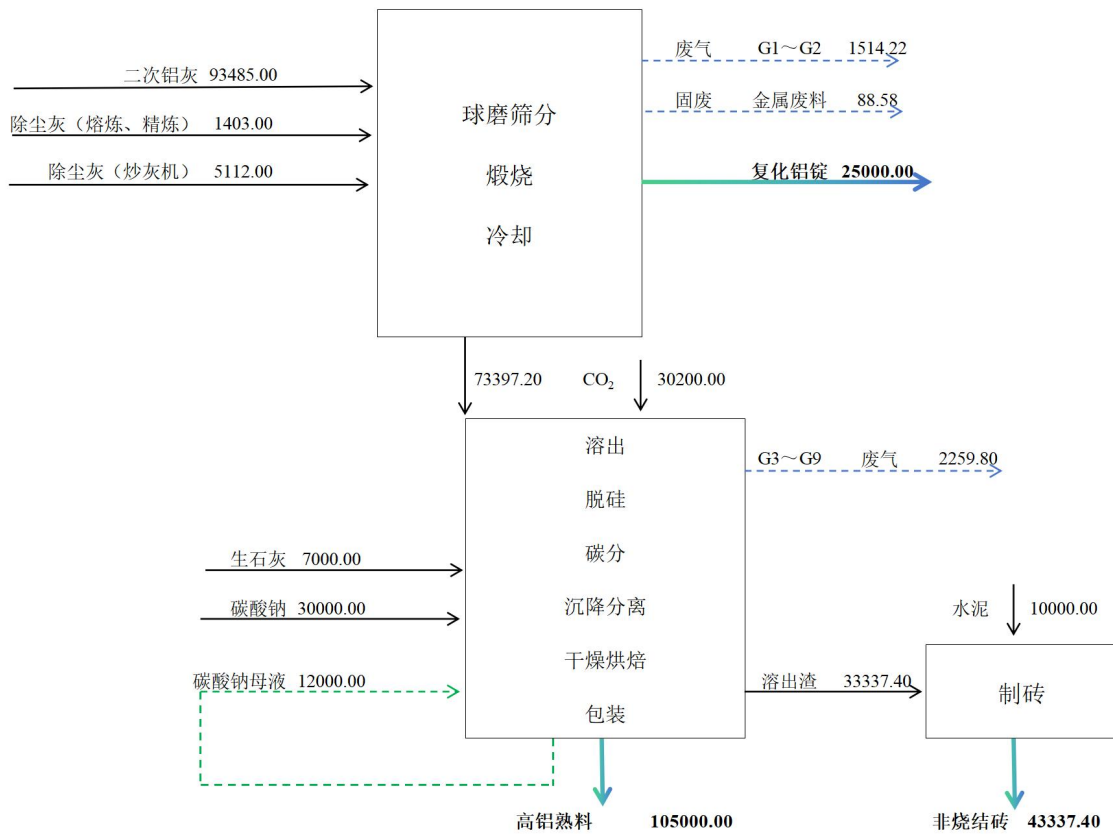 废气 G1～G2 1514.22
二次铝灰 93485.00
固废 金属废料 88.58
球磨筛分
除尘灰（熔炼、精炼） 1403.00
除尘灰（炒灰机） 5112.00
煅烧
复化铝锭 25000.00
冷却
73397.20
CO₂ 30200.00
溶出
G3～G9 废气 2259.80
脱硅
碳分
生石灰 7000.00
沉降分离
碳酸钠 30000.00
水泥 10000.00
干燥烘焙
碳酸钠母液 12000.00
溶出渣 33337.40
制砖
包装
高铝熟料 105000.00
非烧结砖 43337.40